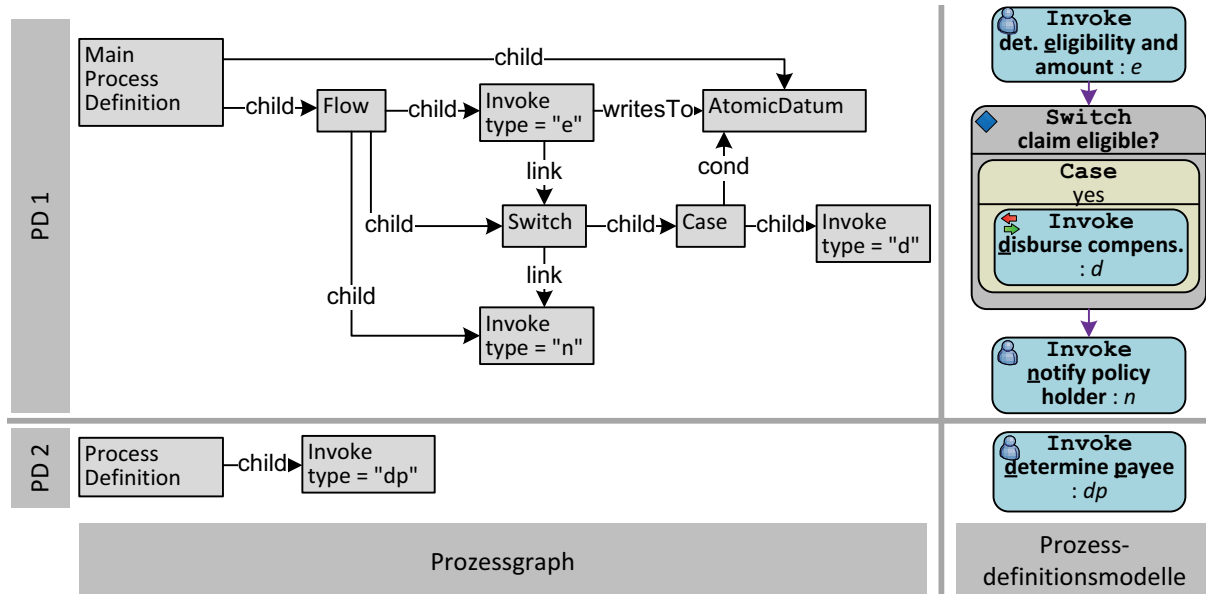 PD 1
Main
Process
Definition
child
child
Flow
child
Invoke
type = "e"
writesTo
AtomicDatum
link
cond
child
Switch
child
Case
child
Invoke
type = "d"
link
child
Invoke
type = "n"
Invoke
det. eligibility and
amount : e
Switch
claim eligible?
Case
yes
Invoke
disburse compens.
: d
Invoke
notify policy
holder : n
PD 2
Process
Definition
child
Invoke
type = "dp"
Invoke
determine payee
: dp
Prozessgraph
Prozess-
definitionsmodelle